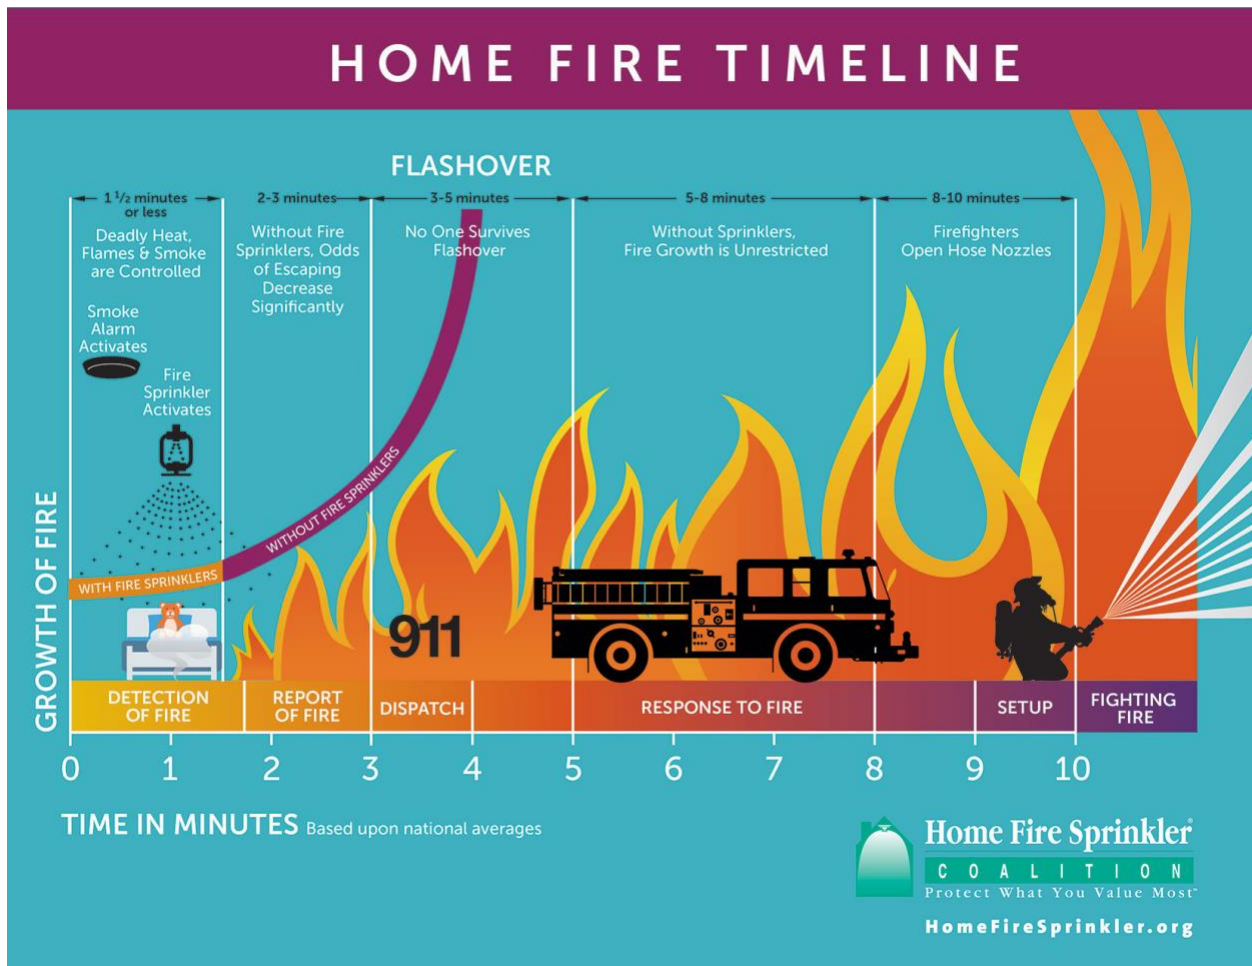 HOME FIRE TIMELINE
FLASHOVER
1 1/2 minutes
or less
Deadly Heat,
Flames & Smoke
are Controlled
Smoke
Alarm
Activates
Fire
Sprinkler
Activates
2-3 minutes
Without Fire
Sprinklers, Odds
of Escaping
Decrease
Significantly
3-5 minutes
No One Survives
Flashover
5-8 minutes
Without Sprinklers,
Fire Growth is Unrestricted
8-10 minutes
Firefighters
Open Hose Nozzles
GROWTH OF FIRE
WITH FIRE SPRINKLERS
WITHOUT FIRE SPRINKLERS
911
DETECTION
OF FIRE
REPORT
OF FIRE
DISPATCH
RESPONSE TO FIRE
SETUP
FIGHTING
FIRE
0 1 2 3 4 5 6 7 8 9 10
TIME IN MINUTES Based upon national averages
Home Fire Sprinkler®
COALITION
Protect What You Value Most™
HomeFireSprinkler.org